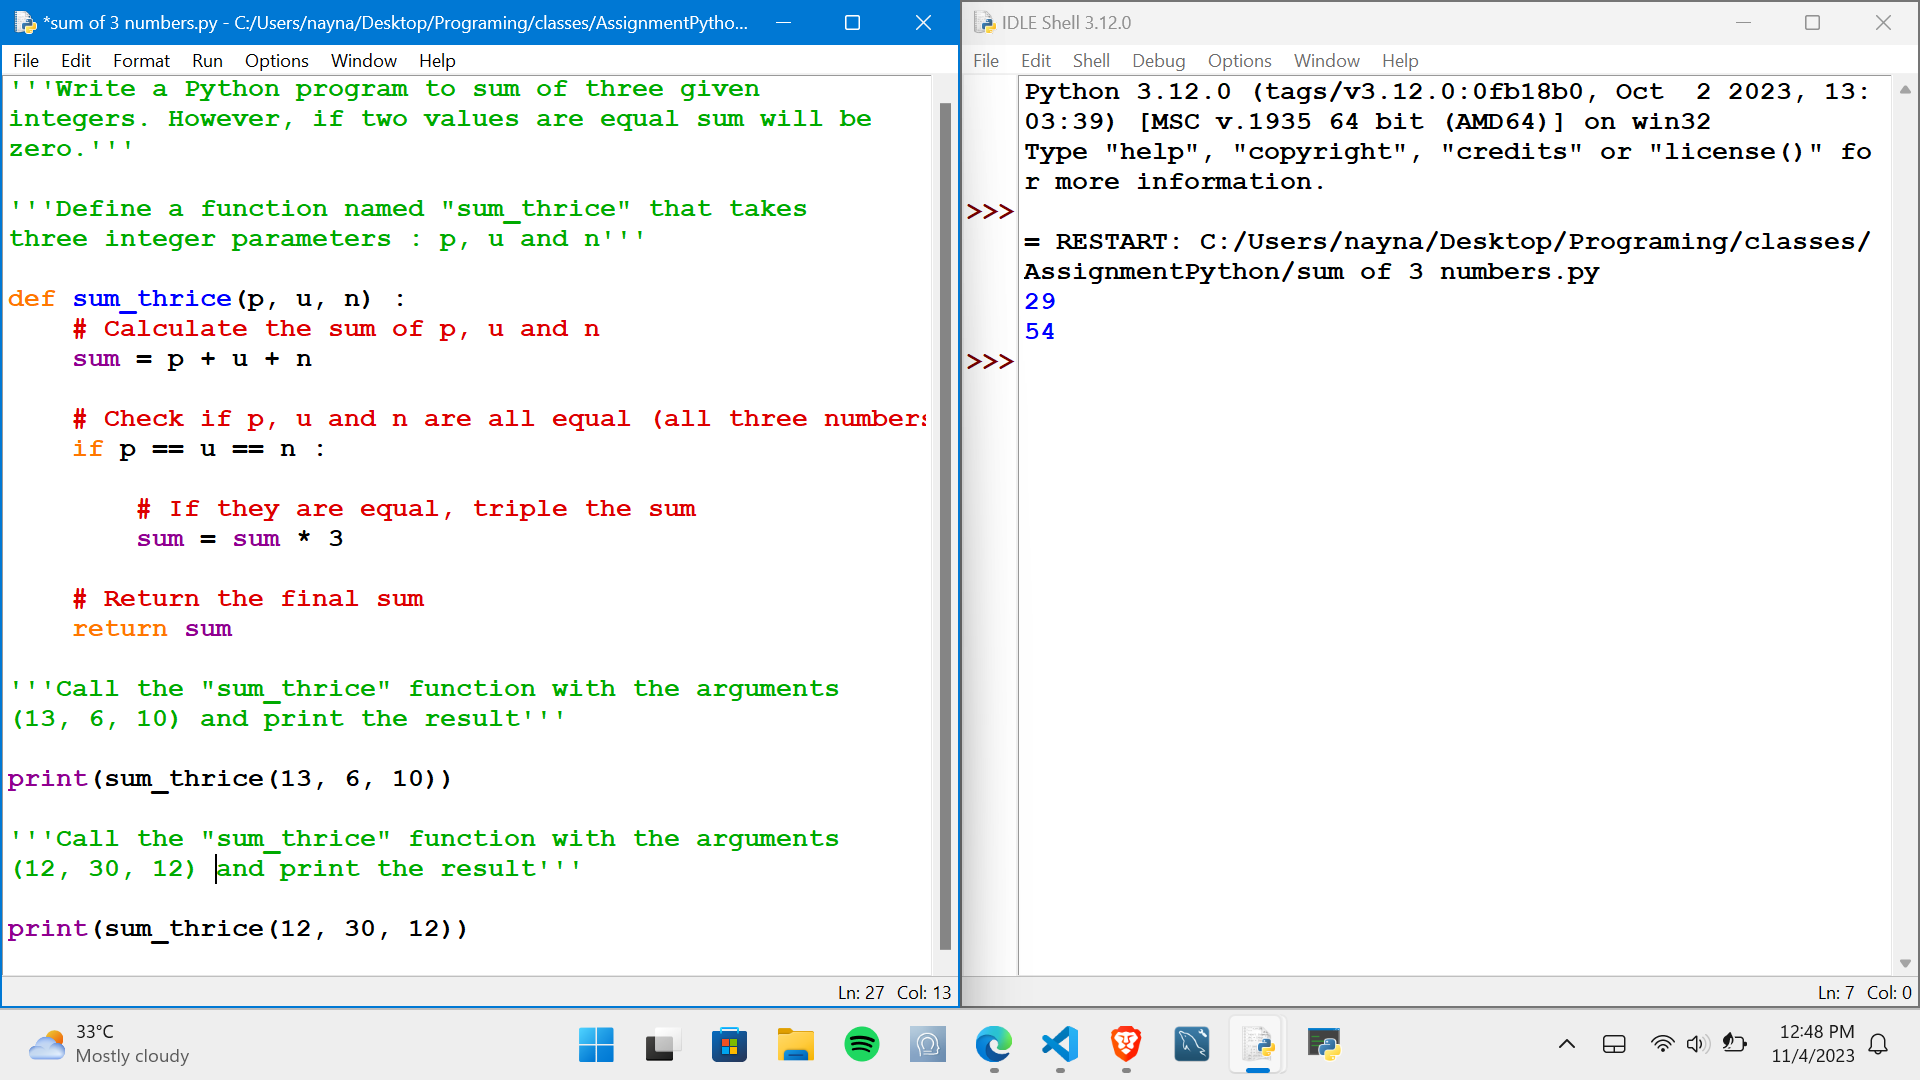 *sum of 3 numbers.py - C:/Users/nayna/Desktop/Programing/classes/AssignmentPytho...
File Edit Format Run Options Window Help
'''Write a Python program to sum of three given
integers. However, if two values are equal sum will be
zero.'''
'''Define a function named "sum_thrice" that takes
three integer parameters : p, u and n'''
def sum_thrice(p, u, n) :
# Calculate the sum of p, u and n
sum = p + u + n
# Check if p, u and n are all equal (all three numbers
if p == u == n :
# If they are equal, triple the sum
sum = sum * 3
# Return the final sum
return sum
'''Call the "sum_thrice" function with the arguments
(13, 6, 10) and print the result'''
print(sum_thrice(13, 6, 10))
'''Call the "sum_thrice" function with the arguments
(12, 30, 12) and print the result'''
print(sum_thrice(12, 30, 12))
Ln: 27 Col: 13
IDLE Shell 3.12.0
File Edit Shell Debug Options Window Help
Python 3.12.0 (tags/v3.12.0:0fb18b0, Oct  2 2023, 13:
03:39) [MSC v.1935 64 bit (AMD64)] on win32
Type "help", "copyright", "credits" or "license()" fo
r more information.
>>>
= RESTART: C:/Users/nayna/Desktop/Programing/classes/
AssignmentPython/sum of 3 numbers.py
29
54
>>>
Ln: 7 Col: 0
33°C
Mostly cloudy
12:48 PM
11/4/2023